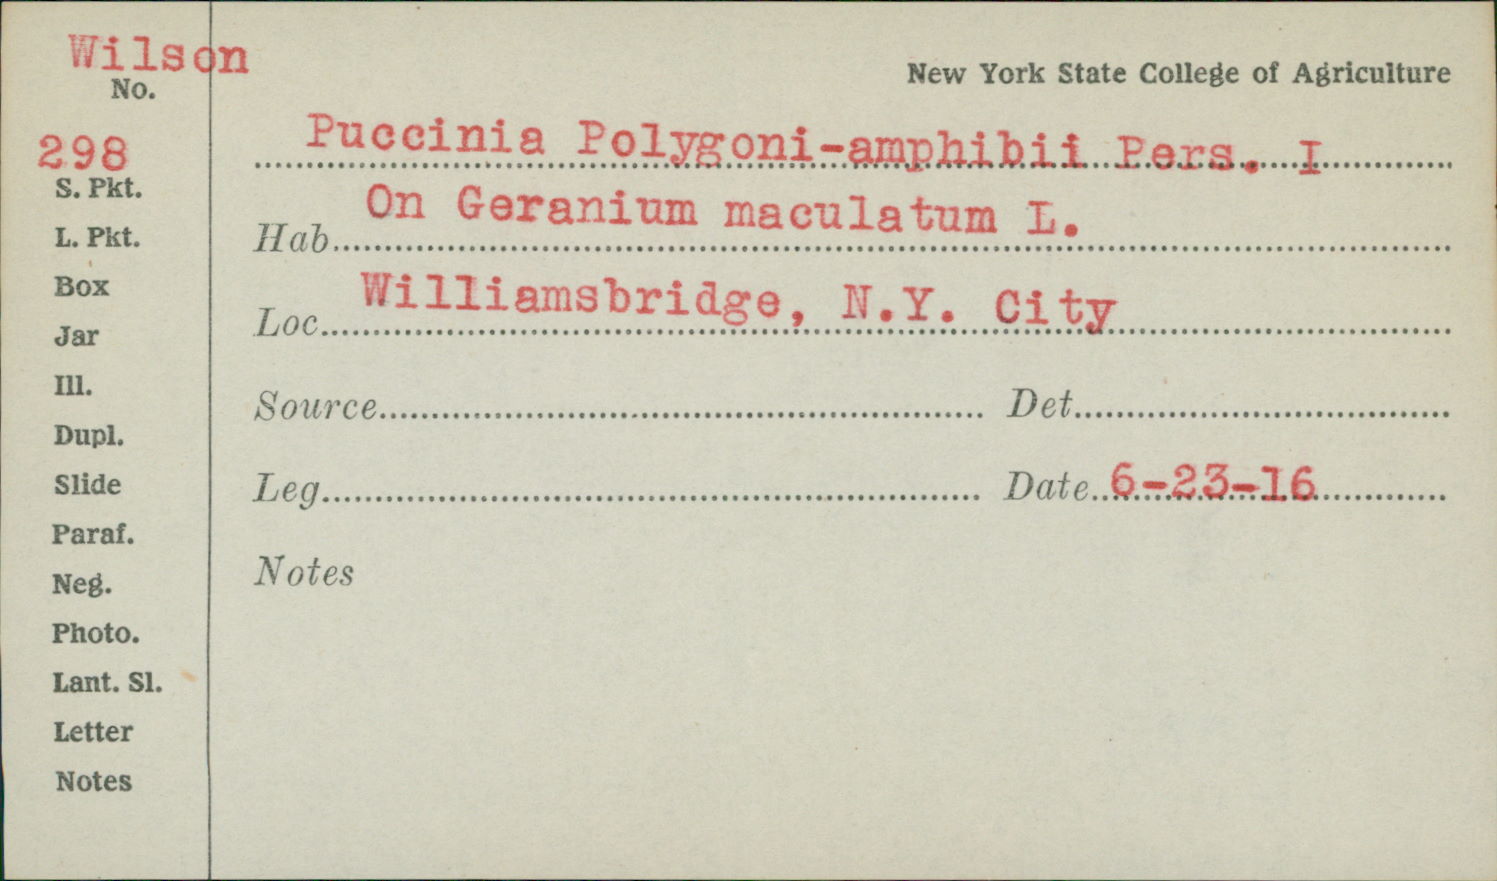 Wilson
No.
New York State College of Agriculture
298
Puccinia Polygoni-amphibii Pers. I
S. Pkt.
On Geranium maculatum L.
L. Pkt.
Hab.
Box
Williamsbridge, N.Y. City
Loc.
Jar
Ill.
Source
Det.
Dupl.
Slide
Leg.
Date 6-23-16
Paraf.
Notes
Neg.
Photo.
Lant. Sl.
Letter
Notes